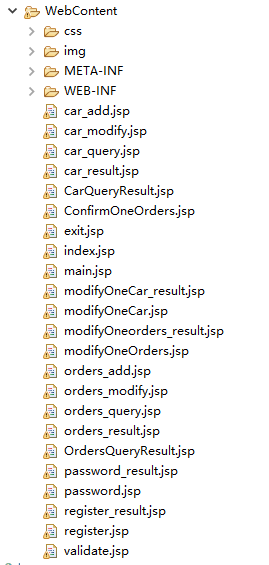 WebContent
css
img
META-INF
WEB-INF
car_add.jsp
car_modify.jsp
car_query.jsp
car_result.jsp
CarQueryResult.jsp
ConfirmOneOrders.jsp
exit.jsp
index.jsp
main.jsp
modifyOneCar_result.jsp
modifyOneCar.jsp
modifyOneorders_result.jsp
modifyOneOrders.jsp
orders_add.jsp
orders_modify.jsp
orders_query.jsp
orders_result.jsp
OrdersQueryResult.jsp
password_result.jsp
password.jsp
register_result.jsp
register.jsp
validate.jsp